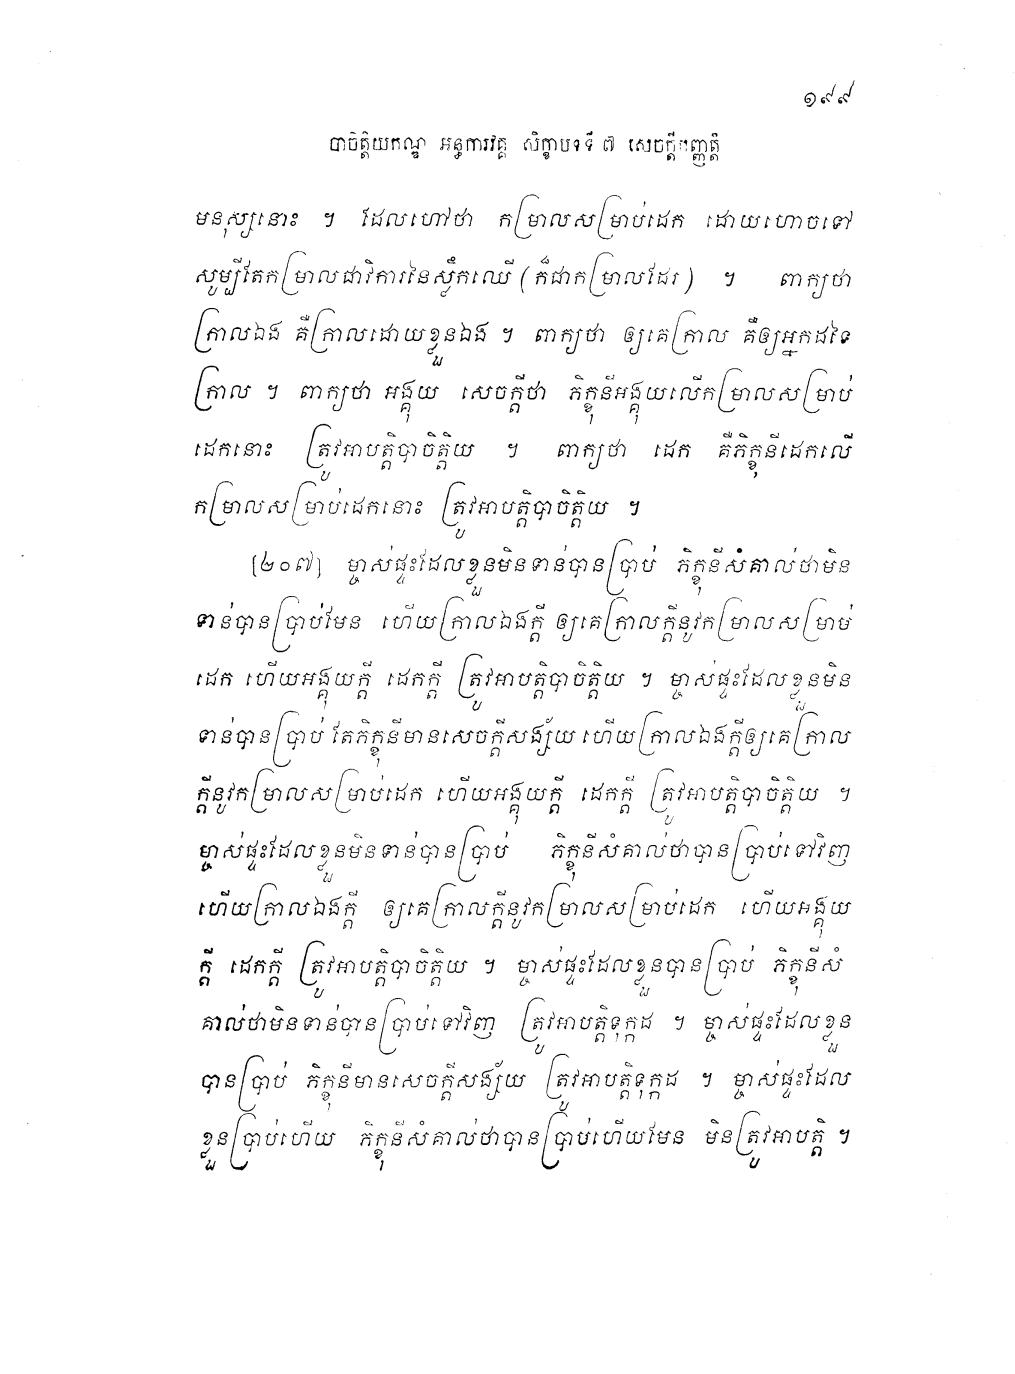 ១៩៩
បាចិត្តិយកណ្ឌ អន្ធការវគ្គ សិក្ខាបទទី ៧ សេចក្តីបញ្ញត្តិ
មនុស្សនោះ ។ ដែលហៅថា កម្រាលសម្រាប់ដេក ដោយហោចទៅ
សូម្បីតែកម្រាលជាវិការនៃស្លឹកឈើ (ក៏ជាកម្រាលដែរ) ។ ពាក្យថា
ក្រាលឯង គឺក្រាលដោយខ្លួនឯង ។ ពាក្យថា ឲ្យគេក្រាល គឺឲ្យអ្នកដទៃ
ក្រាល ។ ពាក្យថា អង្គុយ សេចក្តីថា ភិក្ខុនីអង្គុយលើកម្រាលសម្រាប់
ដេកនោះ ត្រូវអាបត្តិបាចិត្តិយ ។ ពាក្យថា ដេក គឺភិក្ខុនីដេកលើ
កម្រាលសម្រាប់ដេកនោះ ត្រូវអាបត្តិបាចិត្តិយ ។
[២០៧] ម្ចាស់ផ្ទះដែលខ្លួនមិនទាន់បានប្រាប់ ភិក្ខុនីសំគាល់ថាមិន
ទាន់បានប្រាប់មែន ហើយក្រាលឯងក្តី ឲ្យគេក្រាលក្តីនូវកម្រាលសម្រាប់
ដេក ហើយអង្គុយក្តី ដេកក្តី ត្រូវអាបត្តិបាចិត្តិយ ។ ម្ចាស់ផ្ទះដែលខ្លួនមិន
ទាន់បានប្រាប់ តែភិក្ខុនីមានសេចក្តីសង្ស័យ ហើយក្រាលឯងក្តីឲ្យគេក្រាល
ក្តីនូវកម្រាលសម្រាប់ដេក ហើយអង្គុយក្តី ដេកក្តី ត្រូវអាបត្តិបាចិត្តិយ ។
ម្ចាស់ផ្ទះដែលខ្លួនមិនទាន់បានប្រាប់ ភិក្ខុនីសំគាល់ថាបានប្រាប់ទៅវិញ
ហើយក្រាលឯងក្តី ឲ្យគេក្រាលក្តីនូវកម្រាលសម្រាប់ដេក ហើយអង្គុយ
ក្តី ដេកក្តី ត្រូវអាបត្តិបាចិត្តិយ ។ ម្ចាស់ផ្ទះដែលខ្លួនបានប្រាប់ ភិក្ខុនីសំ
គាល់ថាមិនទាន់បានប្រាប់ទៅវិញ ត្រូវអាបត្តិទុក្កដ ។ ម្ចាស់ផ្ទះដែលខ្លួន
បានប្រាប់ ភិក្ខុនីមានសេចក្តីសង្ស័យ ត្រូវអាបត្តិទុក្កដ ។ ម្ចាស់ផ្ទះដែល
ខ្លួនប្រាប់ហើយ ភិក្ខុនីសំគាល់ថាបានប្រាប់ហើយមែន មិនត្រូវអាបត្តិ ។